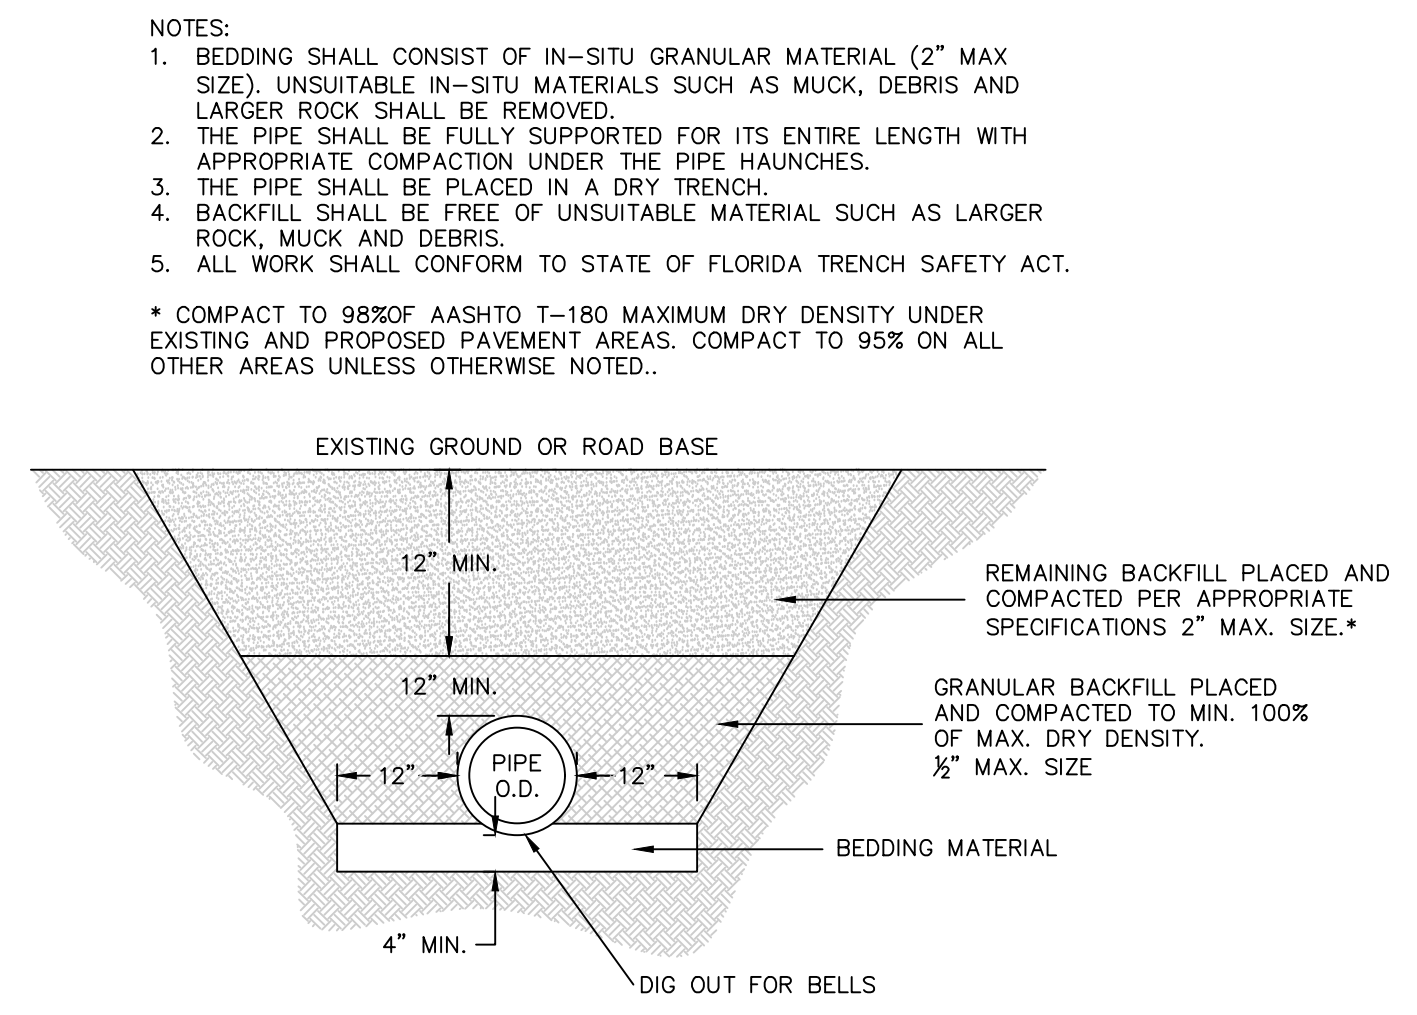 NOTES:
1. BEDDING SHALL CONSIST OF IN-SITU GRANULAR MATERIAL (2" MAX
SIZE). UNSUITABLE IN-SITU MATERIALS SUCH AS MUCK, DEBRIS AND
LARGER ROCK SHALL BE REMOVED.
2. THE PIPE SHALL BE FULLY SUPPORTED FOR ITS ENTIRE LENGTH WITH
APPROPRIATE COMPACTION UNDER THE PIPE HAUNCHES.
3. THE PIPE SHALL BE PLACED IN A DRY TRENCH.
4. BACKFILL SHALL BE FREE OF UNSUITABLE MATERIAL SUCH AS LARGER
ROCK, MUCK AND DEBRIS.
5. ALL WORK SHALL CONFORM TO STATE OF FLORIDA TRENCH SAFETY ACT.
* COMPACT TO 98%OF AASHTO T-180 MAXIMUM DRY DENSITY UNDER
EXISTING AND PROPOSED PAVEMENT AREAS. COMPACT TO 95% ON ALL
OTHER AREAS UNLESS OTHERWISE NOTED..
EXISTING GROUND OR ROAD BASE
12" MIN.
REMAINING BACKFILL PLACED AND
COMPACTED PER APPROPRIATE
SPECIFICATIONS 2" MAX. SIZE.*
12" MIN.
GRANULAR BACKFILL PLACED
AND COMPACTED TO MIN. 100%
OF MAX. DRY DENSITY.
½" MAX. SIZE
12"
PIPE
O.D.
12"
BEDDING MATERIAL
4" MIN.
DIG OUT FOR BELLS